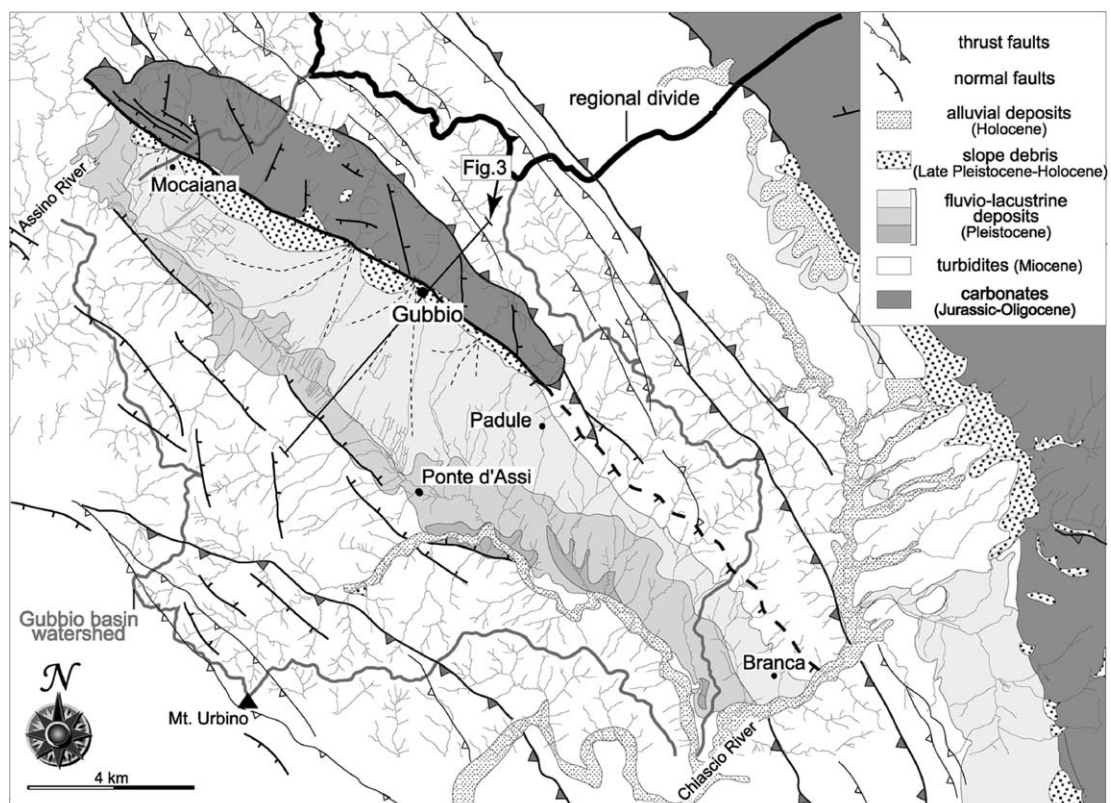 thrust faults
normal faults
alluvial deposits
(Holocene)
slope debris
(Late Pleistocene-Holocene)
fluvio-lacustrine
deposits
(Pleistocene)
turbidites (Miocene)
carbonates
(Jurassic-Oligocene)
regional divide
Fig.3
Assino River
Mocaiana
Gubbio
Padule
Ponte d'Assi
Gubbio basin
watershed
Branca
N
Mt. Urbino
Chiascio River
4 km